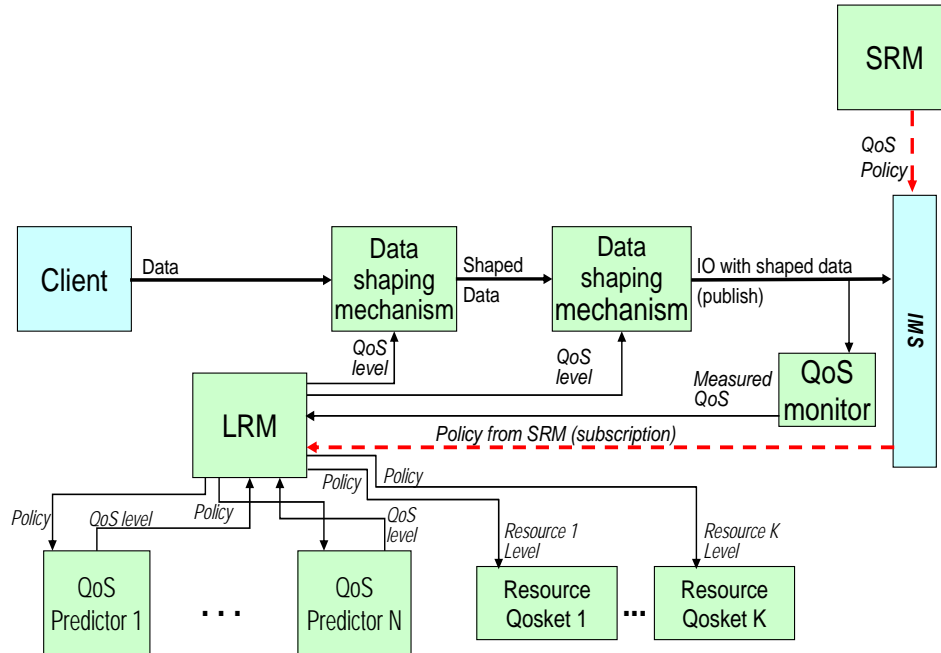 SRM
QoS
Policy
Client
Data
Data
shaping
mechanism
Shaped
Data
Data
shaping
mechanism
IO with shaped data
(publish)
IMS
QoS
level
QoS
level
Measured
QoS
QoS
monitor
LRM
Policy from SRM (subscription)
Policy
QoS level
Policy
QoS
level
Policy
Policy
Resource 1
Level
Resource K
Level
QoS
Predictor 1
. . .
QoS
Predictor N
Resource
Qosket 1
...
Resource
Qosket K